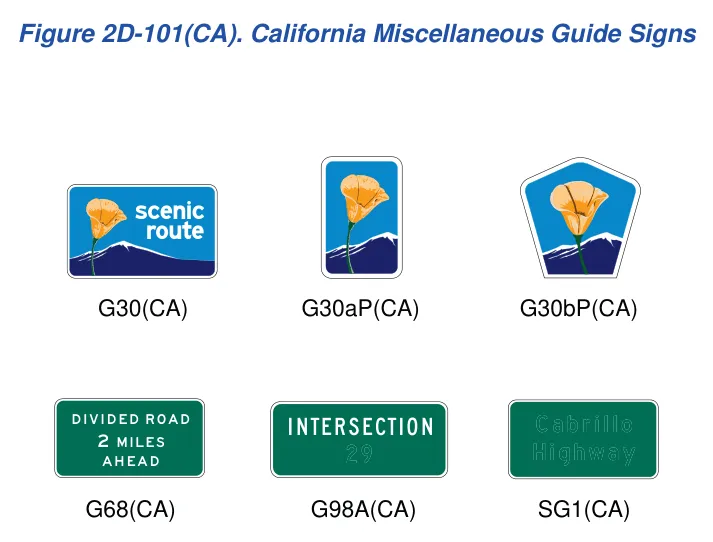 Figure 2D-101(CA). California Miscellaneous Guide Signs
scenic
route
G30(CA)
G30aP(CA)
G30bP(CA)
DIVIDED ROAD
2 MILES
AHEAD
INTERSECTION
29
Cabrillo
Highway
G68(CA)
G98A(CA)
SG1(CA)